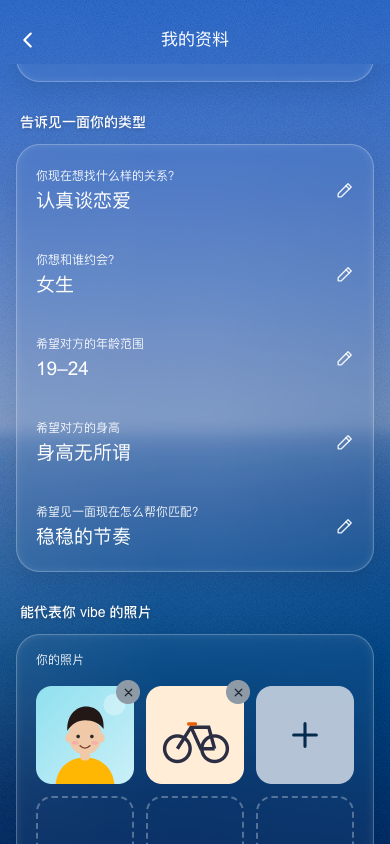 我的资料
告诉见一面你的类型
你现在想找什么样的关系?
认真谈恋爱
你想和谁约会?
女生
希望对方的年龄范围
19–24
希望对方的身高
身高无所谓
希望见一面现在怎么帮你匹配?
稳稳的节奏
能代表你 vibe 的照片
你的照片